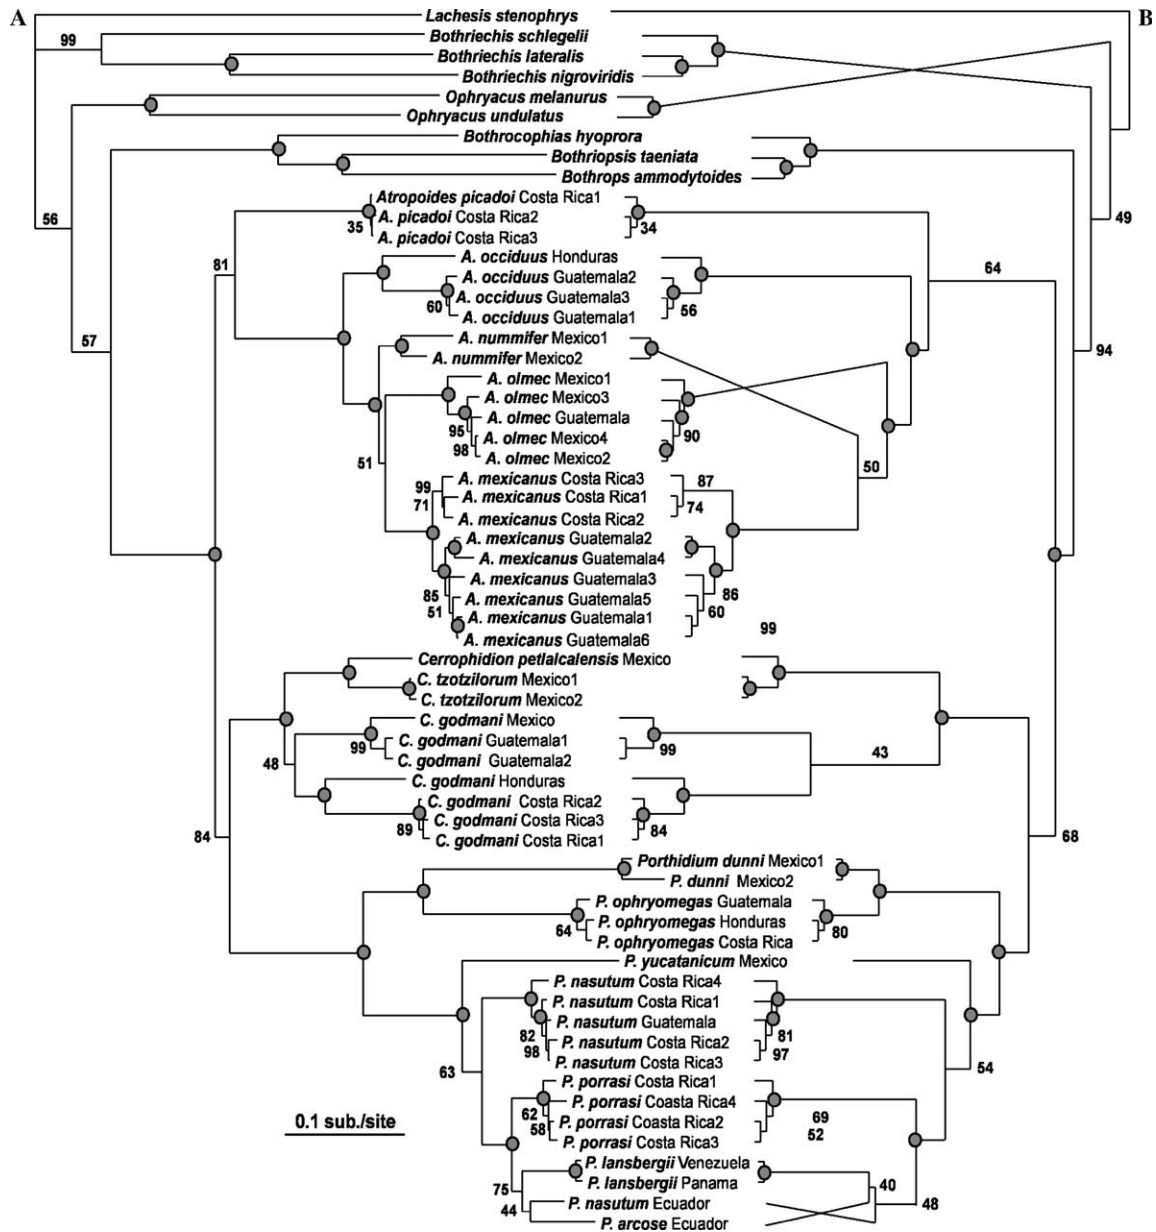 A Lachesis stenophrys B
99 Bothriechis schlegelii
Bothriechis lateralis
Bothriechis nigroviridis
Ophryacus melanurus
Ophryacus undulatus
Bothrocophias hyoprora
Bothriopsis taeniata
Bothrops ammodytoides
Atropoides picadoi Costa Rica1
56 35 A. picadoi Costa Rica2 34 49
A. picadoi Costa Rica3
81 A. occiduus Honduras 64
A. occiduus Guatemala2
60 A. occiduus Guatemala3 56
A. occiduus Guatemala1
57 A. nummifer Mexico1 94
A. nummifer Mexico2
A. olmec Mexico1
A. olmec Mexico3
95 A. olmec Guatemala 90
98 A. olmec Mexico4
51 A. olmec Mexico2 50
99 A. mexicanus Costa Rica3 87
71 A. mexicanus Costa Rica1 74
A. mexicanus Costa Rica2
A. mexicanus Guatemala2
A. mexicanus Guatemala4
A. mexicanus Guatemala3
85 A. mexicanus Guatemala5 86
51 A. mexicanus Guatemala1 60
A. mexicanus Guatemala6 99
Cerrophidion petlalcalensis Mexico
C. tzotzilorum Mexico1
C. tzotzilorum Mexico2
C. godmani Mexico
99 C. godmani Guatemala1 99
48 C. godmani Guatemala2 43
C. godmani Honduras
C. godmani Costa Rica2
89 C. godmani Costa Rica3 84
84 C. godmani Costa Rica1 68
Porthidium dunni Mexico1
P. dunni Mexico2
P. ophryomegas Guatemala
64 P. ophryomegas Honduras 80
P. ophryomegas Costa Rica
P. yucatanicum Mexico
P. nasutum Costa Rica4
P. nasutum Costa Rica1
82 P. nasutum Guatemala 81
98 P. nasutum Costa Rica2 97
63 P. nasutum Costa Rica3 54
P. porrasi Costa Rica1
62 P. porrasi Coasta Rica4 69
0.1 sub./site 58 P. porrasi Coasta Rica2 52
P. porrasi Costa Rica3
P. lansbergii Venezuela
75 P. lansbergii Panama 40
44 P. nasutum Ecuador 48
P. arcose Ecuador